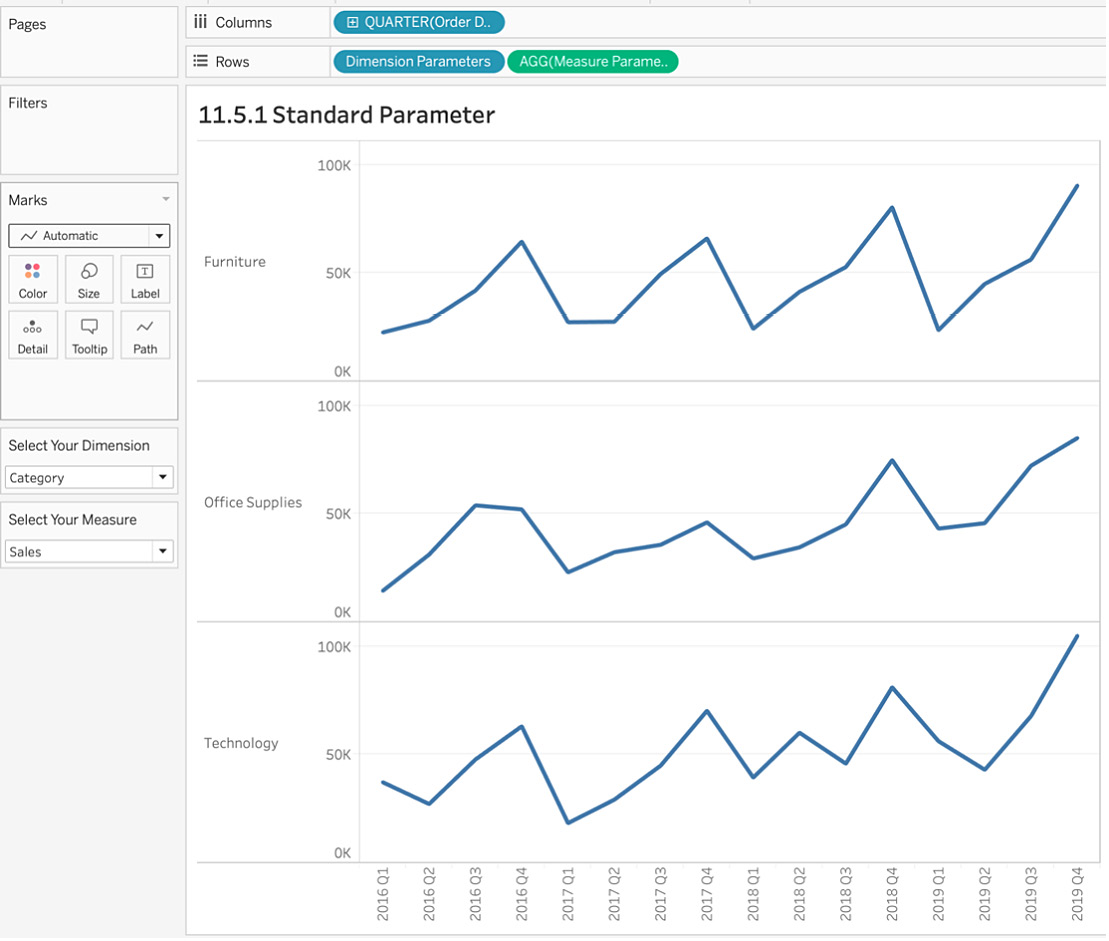 Pages
Columns
QUARTER(Order D..
Rows
Dimension Parameters
AGG(Measure Parame..
Filters
Marks
Automatic
Color
Size
Label
Detail
Tooltip
Path
Select Your Dimension
Category
Select Your Measure
Sales
11.5.1 Standard Parameter
100K
Furniture
50K
0K
100K
Office Supplies
50K
0K
100K
Technology
50K
0K
2016 Q1
2016 Q2
2016 Q3
2016 Q4
2017 Q1
2017 Q2
2017 Q3
2017 Q4
2018 Q1
2018 Q2
2018 Q3
2018 Q4
2019 Q1
2019 Q2
2019 Q3
2019 Q4